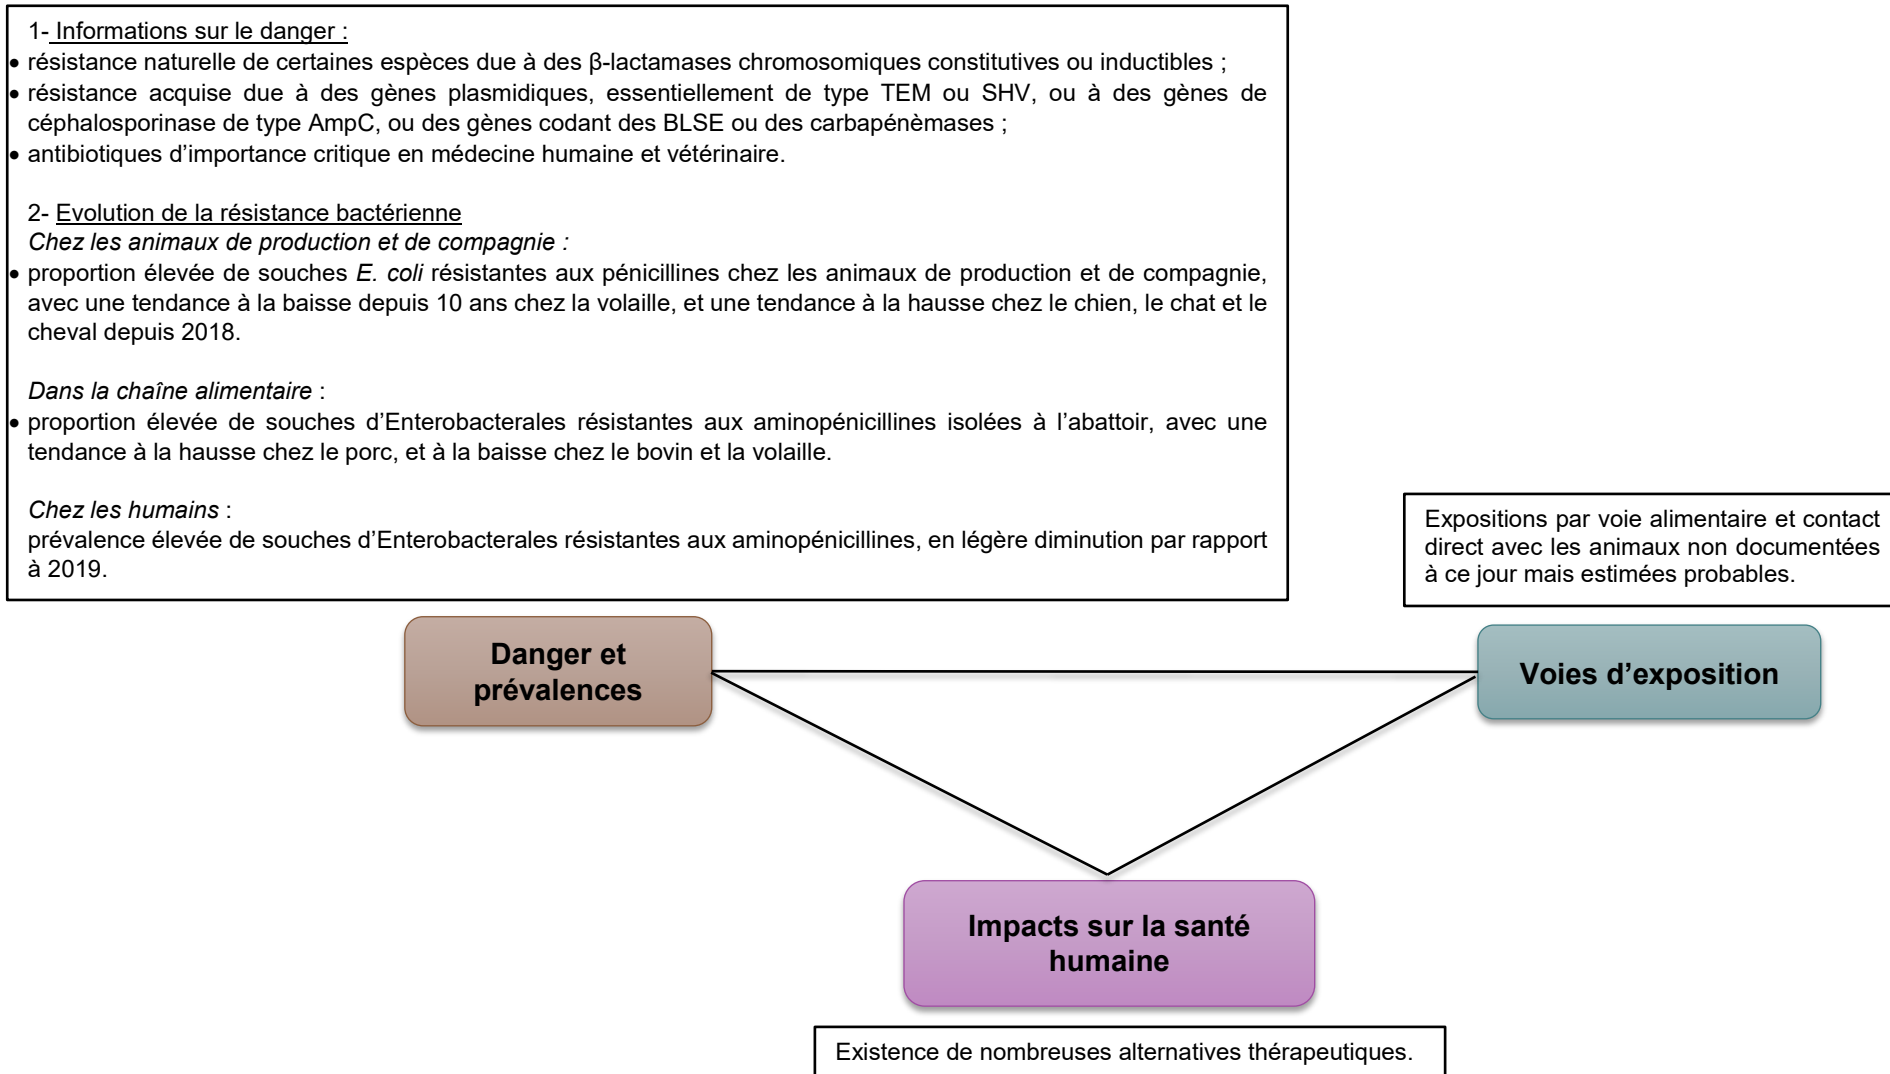 1- Informations sur le danger :
• résistance naturelle de certaines espèces due à des β-lactamases chromosomiques constitutives ou inductibles ;
• résistance acquise due à des gènes plasmidiques, essentiellement de type TEM ou SHV, ou à des gènes de
céphalosporinase de type AmpC, ou des gènes codant des BLSE ou des carbapénèmases ;
• antibiotiques d’importance critique en médecine humaine et vétérinaire.
2- Evolution de la résistance bactérienne
Chez les animaux de production et de compagnie :
• proportion élevée de souches E. coli résistantes aux pénicillines chez les animaux de production et de compagnie,
avec une tendance à la baisse depuis 10 ans chez la volaille, et une tendance à la hausse chez le chien, le chat et le
cheval depuis 2018.
Dans la chaîne alimentaire :
• proportion élevée de souches d’Enterobacterales résistantes aux aminopénicillines isolées à l’abattoir, avec une
tendance à la hausse chez le porc, et à la baisse chez le bovin et la volaille.
Chez les humains :
prévalence élevée de souches d’Enterobacterales résistantes aux aminopénicillines, en légère diminution par rapport
à 2019.
Expositions par voie alimentaire et contact
direct avec les animaux non documentées
à ce jour mais estimées probables.
Danger et
prévalences
Voies d’exposition
Impacts sur la santé
humaine
Existence de nombreuses alternatives thérapeutiques.